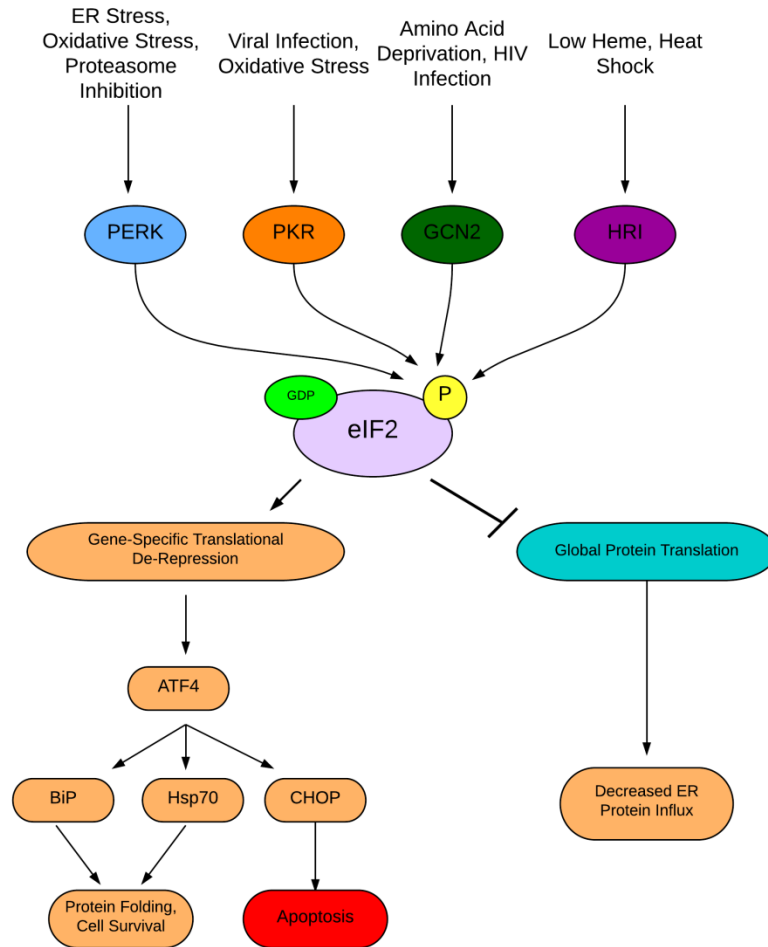 ER Stress,
Oxidative Stress,
Proteasome
Inhibition
Viral Infection,
Oxidative Stress
Amino Acid
Deprivation, HIV
Infection
Low Heme, Heat
Shock
PERK
PKR
GCN2
HRI
GDP
P
eIF2
Gene-Specific Translational
De-Repression
Global Protein Translation
ATF4
BiP
Hsp70
CHOP
Decreased ER
Protein Influx
Protein Folding,
Cell Survival
Apoptosis